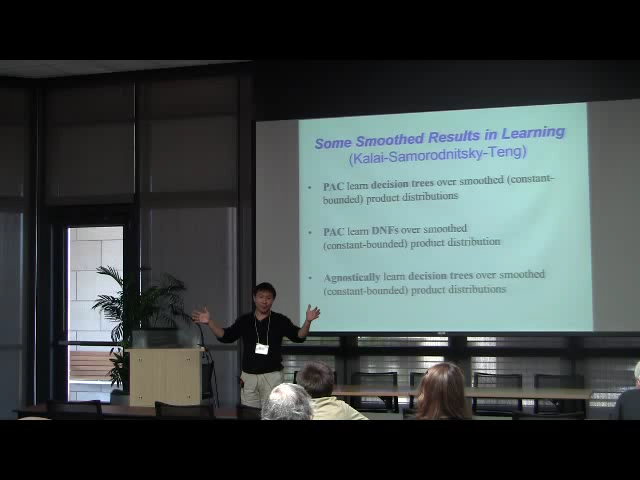 Some Smoothed Results in Learning
(Kalai-Samorodnitsky-Teng)
• PAC learn decision trees over smoothed (constant-
bounded) product distributions
• PAC learn DNFs over smoothed
(constant-bounded) product distribution
• Agnostically learn decision trees over smoothed
(constant-bounded) product distributions